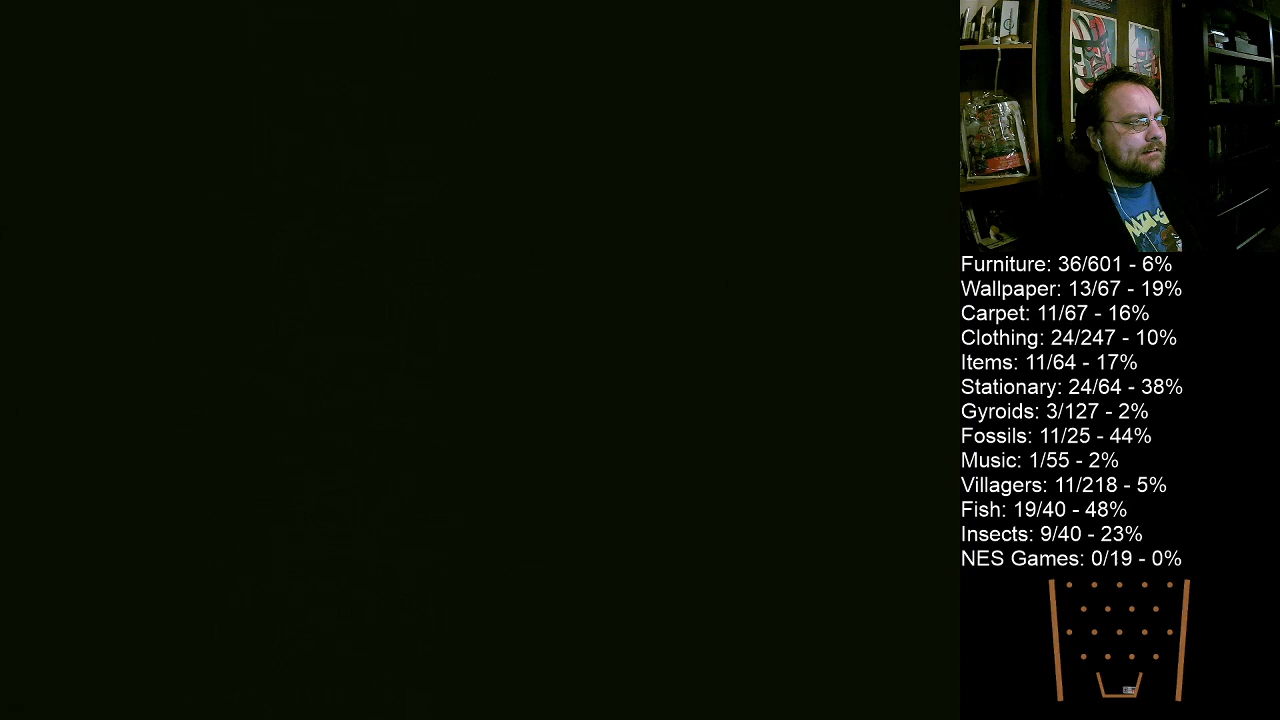 Furniture: 36/601 - 6%
Wallpaper: 13/67 - 19%
Carpet: 11/67 - 16%
Clothing: 24/247 - 10%
Items: 11/64 - 17%
Stationary: 24/64 - 38%
Gyroids: 3/127 - 2%
Fossils: 11/25 - 44%
Music: 1/55 - 2%
Villagers: 11/218 - 5%
Fish: 19/40 - 48%
Insects: 9/40 - 23%
NES Games: 0/19 - 0%